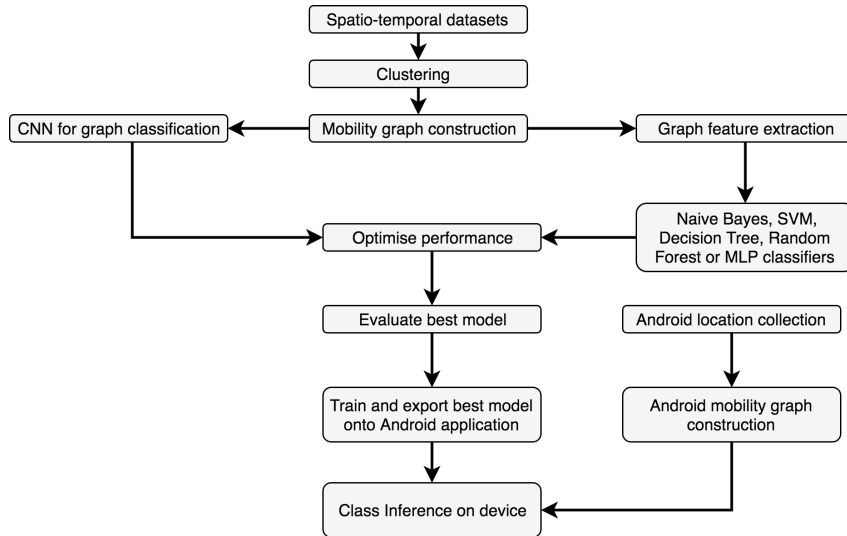 Spatio-temporal datasets
Clustering
CNN for graph classification
Mobility graph construction
Graph feature extraction
Naive Bayes, SVM,
Decision Tree, Random
Forest or MLP classifiers
Optimise performance
Evaluate best model
Android location collection
Train and export best model
onto Android application
Android mobility graph
construction
Class Inference on device